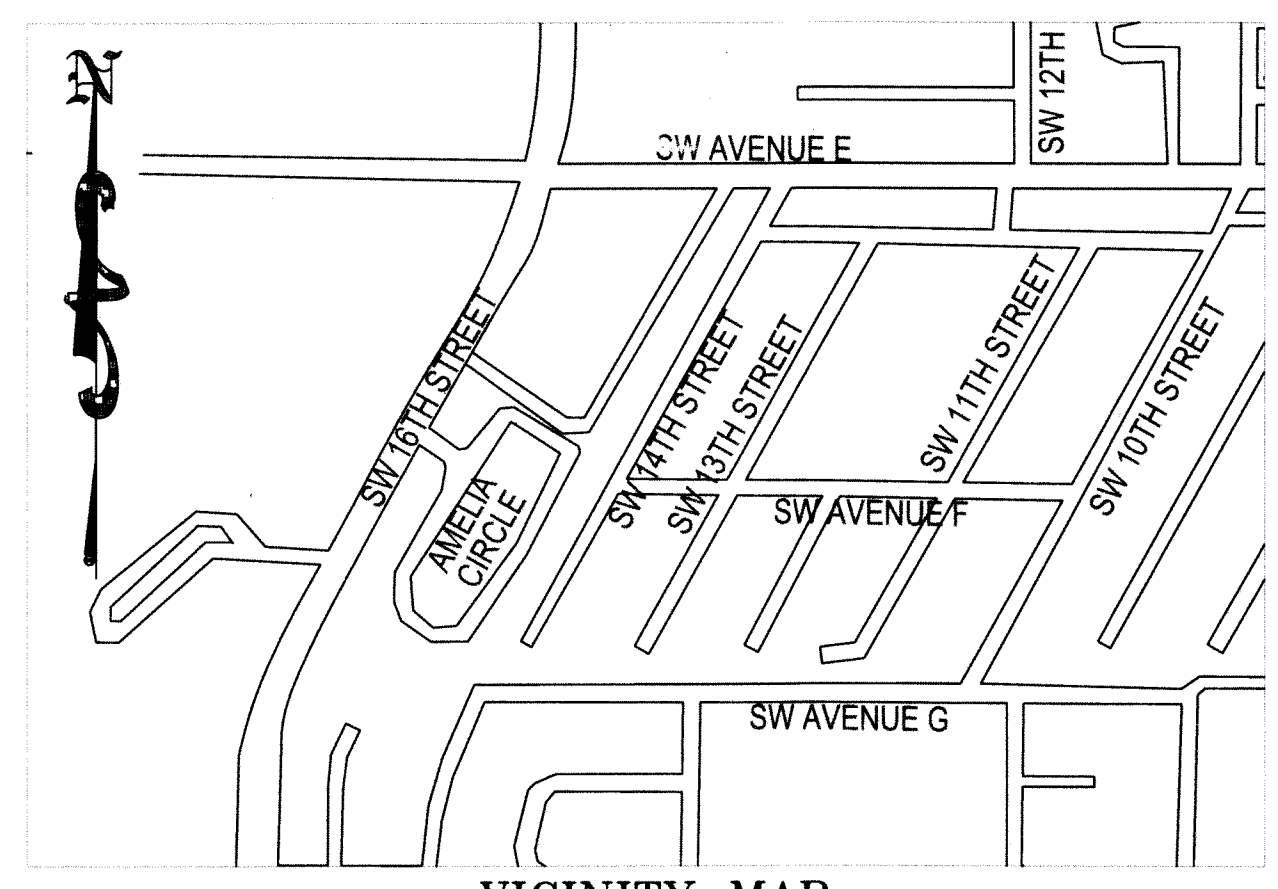 N
SW 12TH
SW AVENUE E
SW 16TH STREET
SW 14TH STREET
SW 13TH STREET
SW 11TH STREET
SW 10TH STREET
AMELIA
CIRCLE
SW AVENUE F
SW AVENUE G
VICINITY MAP